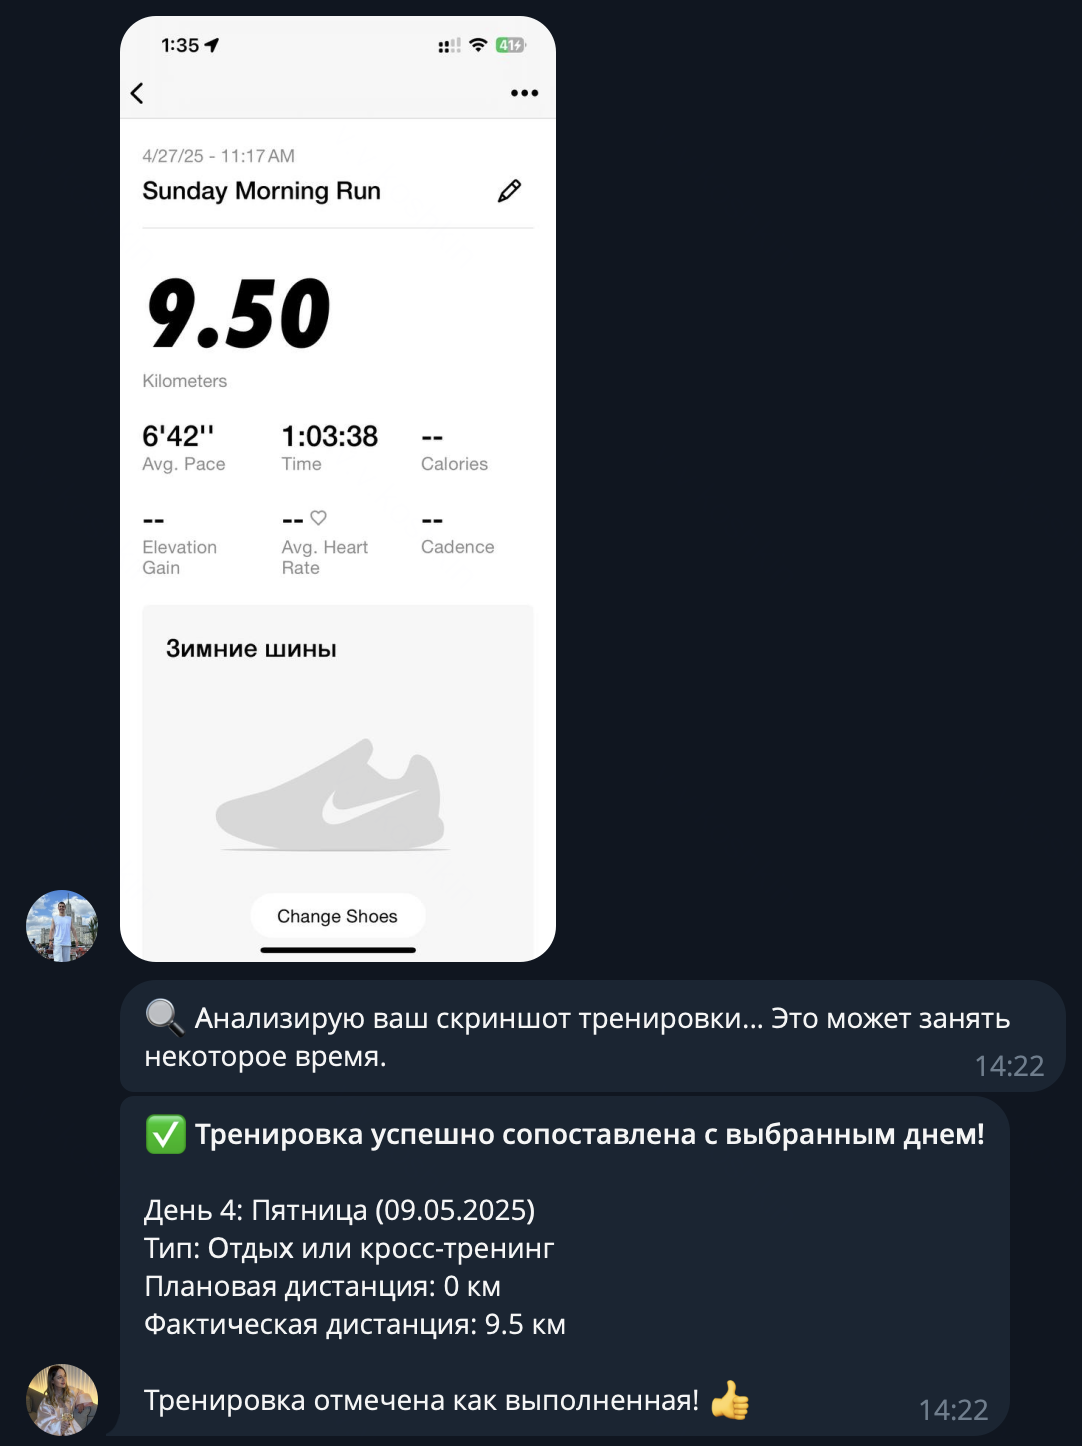 1:35
41
4/27/25 - 11:17 AM
Sunday Morning Run
9.50
Kilometers
6'42'' 1:03:38 --
Avg. Pace Time Calories
-- -- --
Elevation Gain Avg. Heart Rate Cadence
Зимние шины
Change Shoes
Анализирую ваш скриншот тренировки... Это может занять
некоторое время.
14:22
Тренировка успешно сопоставлена с выбранным днем!
День 4: Пятница (09.05.2025)
Тип: Отдых или кросс-тренинг
Плановая дистанция: 0 км
Фактическая дистанция: 9.5 км
Тренировка отмечена как выполненная! 👍
14:22